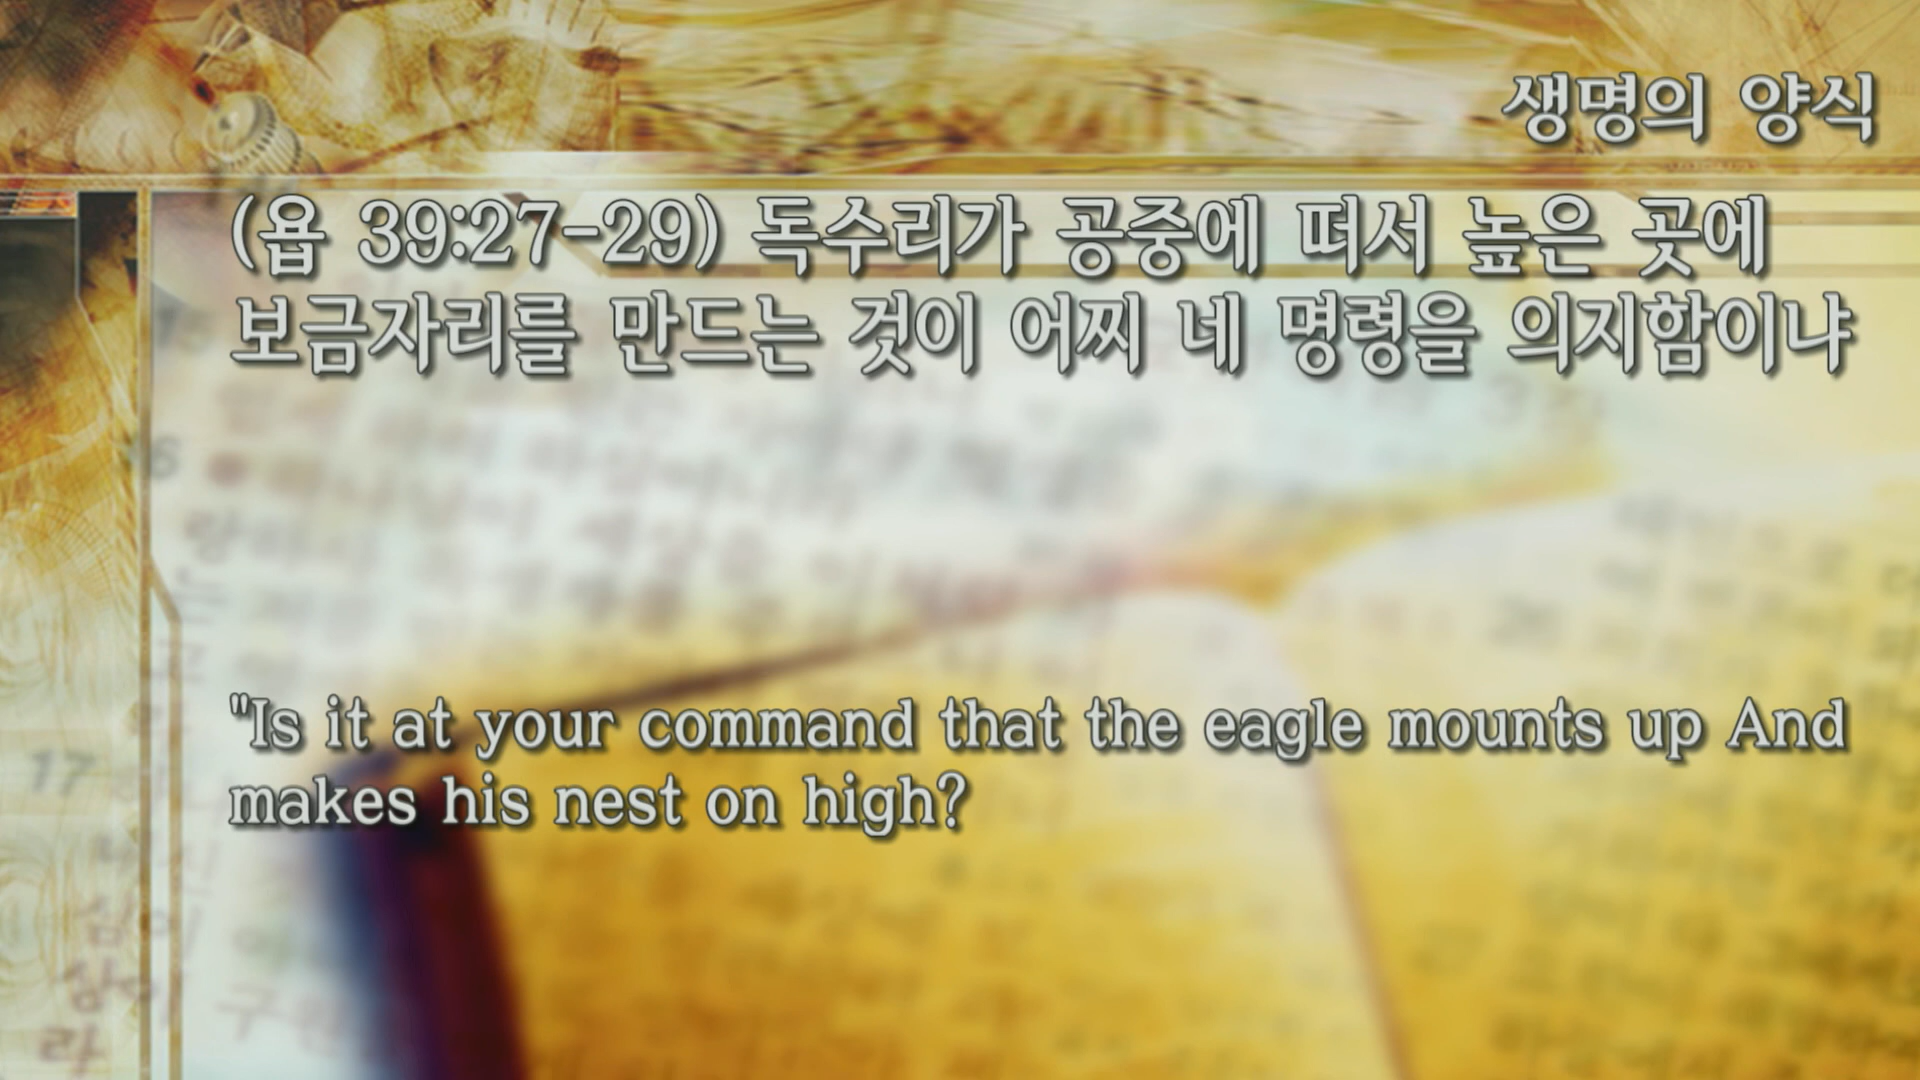 생명의 양식
(욥 39:27-29) 독수리가 공중에 떠서 높은 곳에
보금자리를 만드는 것이 어찌 네 명령을 의지함이냐
"Is it at your command that the eagle mounts up And
makes his nest on high?
17